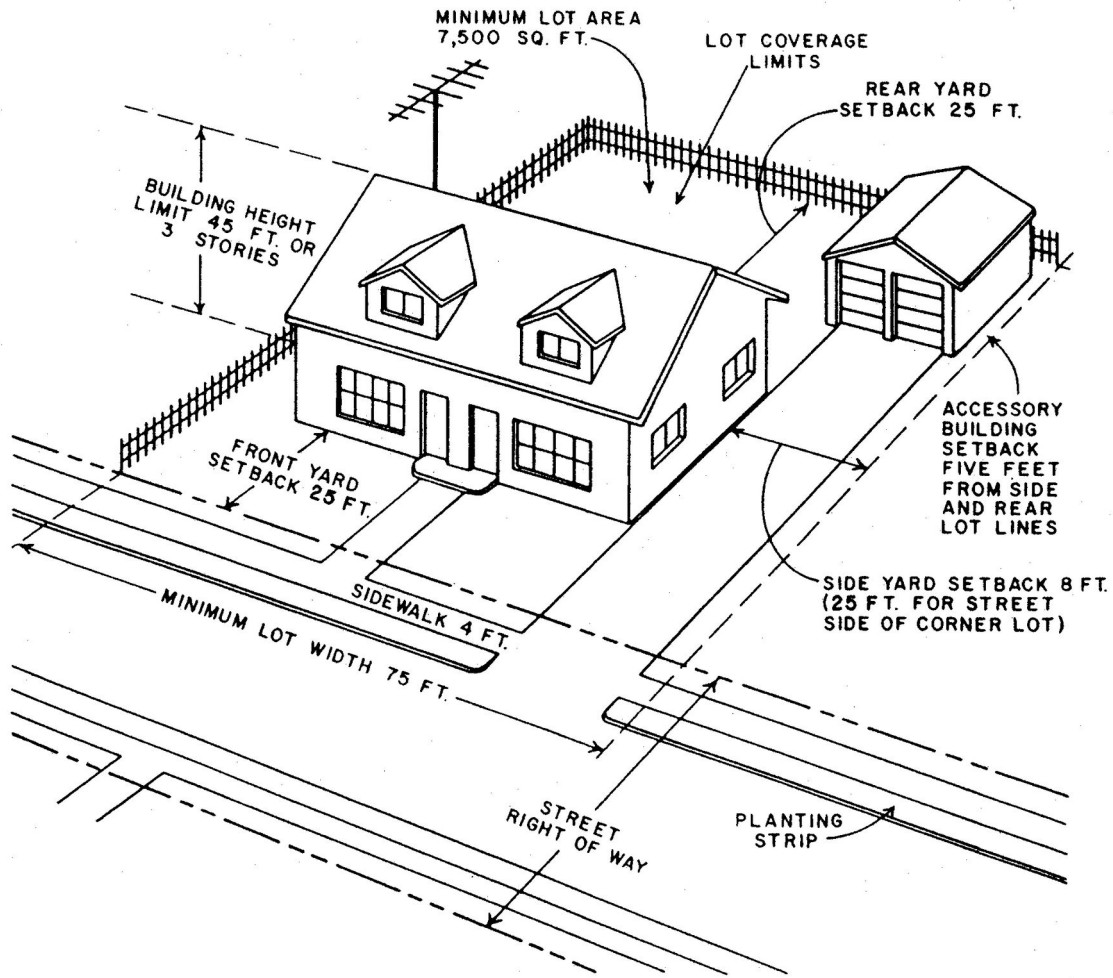 MINIMUM LOT AREA
7,500 SQ. FT.
LOT COVERAGE
LIMITS
REAR YARD
SETBACK 25 FT.
BUILDING HEIGHT
LIMIT 45 FT. OR
3 STORIES
FRONT YARD
SETBACK 25 FT.
ACCESSORY
BUILDING
SETBACK
FIVE FEET
FROM SIDE
AND REAR
LOT LINES
SIDE YARD SETBACK 8 FT.
(25 FT. FOR STREET
SIDE OF CORNER LOT)
SIDEWALK 4 FT.
MINIMUM LOT WIDTH 75 FT.
STREET
RIGHT OF WAY
PLANTING
STRIP